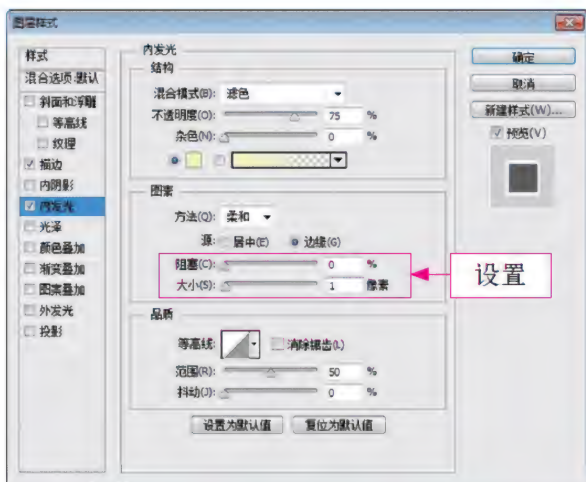 图层样式
样式
混合选项:默认
斜面和浮雕
等高线
纹理
描边
内阴影
内发光
光泽
颜色叠加
渐变叠加
图案叠加
外发光
投影
内发光
结构
混合模式(B): 滤色
不透明度(O): 75 %
杂色(N): 0 %
图素
方法(Q): 柔和
源: 居中(E) 边缘(G)
阻塞(C): 0 %
大小(S): 1 像素
品质
等高线: 消除锯齿(L)
范围(R): 50 %
抖动(J): 0 %
设置为默认值 复位为默认值
确定
取消
新建样式(W)...
预览(V)
设置